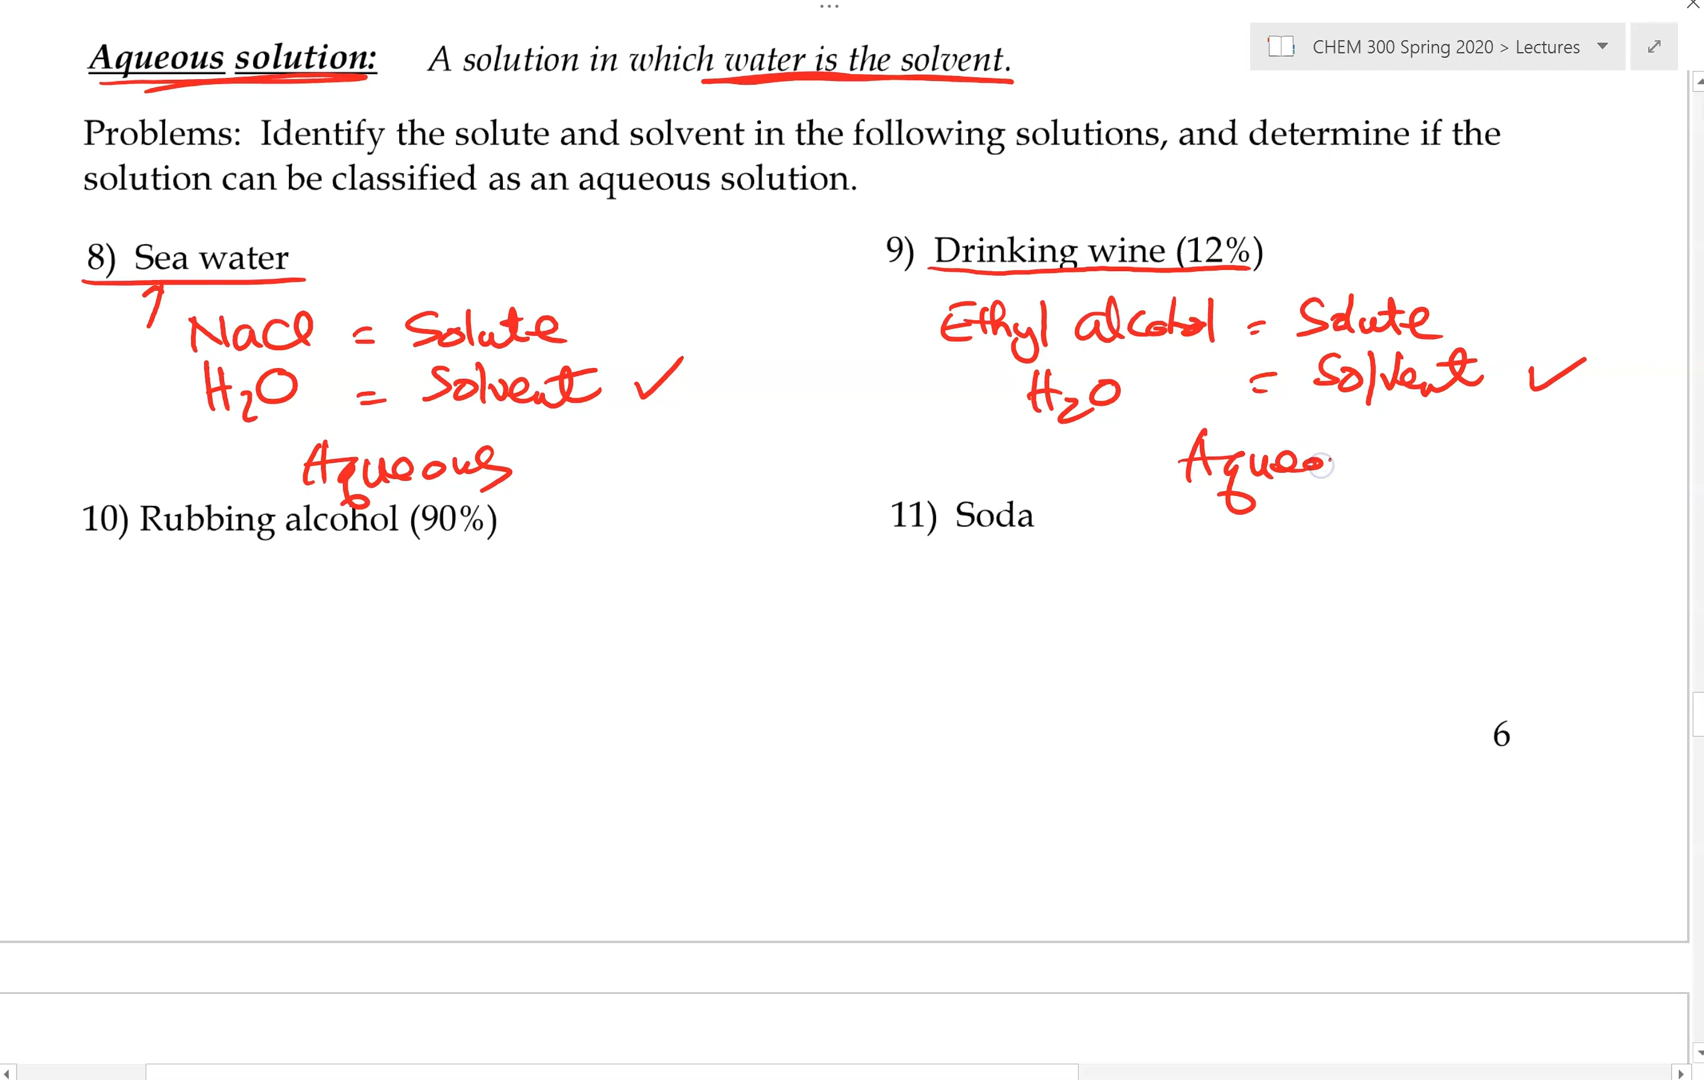 Aqueous solution: A solution in which water is the solvent.
CHEM 300 Spring 2020 > Lectures
Problems: Identify the solute and solvent in the following solutions, and determine if the
solution can be classified as an aqueous solution.
8) Sea water
NaCl = Solute
H₂O = Solvent ✓
Aqueous
9) Drinking wine (12%)
Ethyl alcohol = Solute
H₂O = Solvent ✓
Aqueo
10) Rubbing alcohol (90%)
11) Soda
6